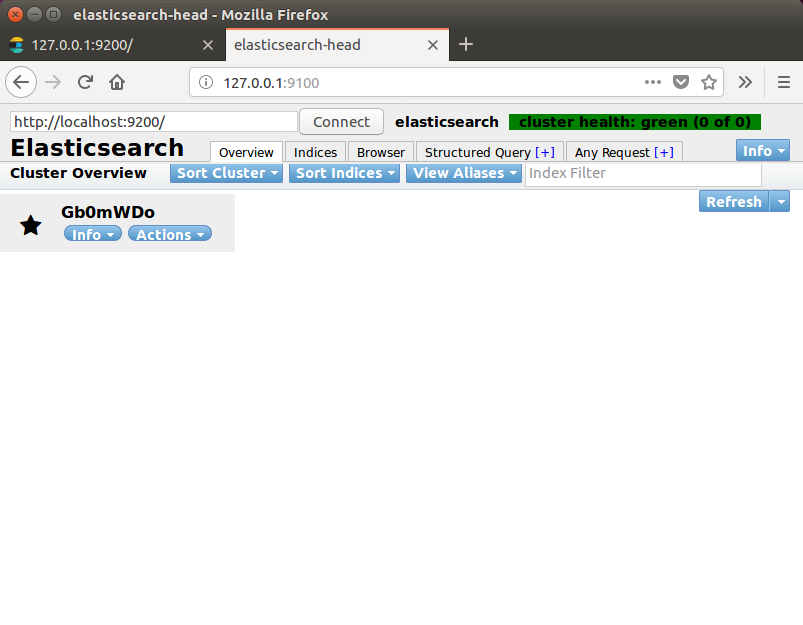 elasticsearch-head - Mozilla Firefox
127.0.0.1:9200/ elasticsearch-head
127.0.0.1:9100
http://localhost:9200/ Connect elasticsearch cluster health: green (0 of 0)
Elasticsearch Overview Indices Browser Structured Query [+] Any Request [+] Info
Cluster Overview Sort Cluster Sort Indices View Aliases Index Filter
Refresh
Gb0mWDo
Info Actions